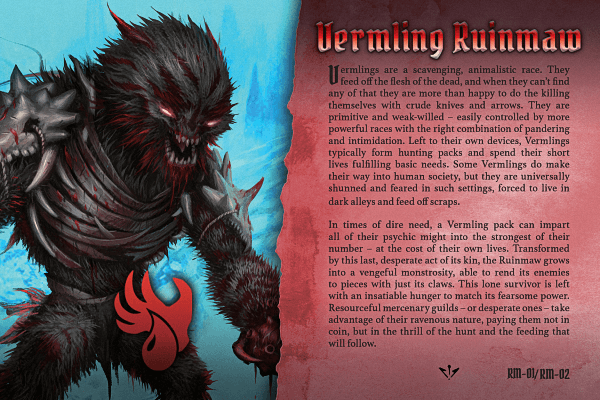 Vermling Ruinmaw
Vermlings are a scavenging, animalistic race. They
feed off the flesh of the dead, and when they can't find
any of that they are more than happy to do the killing
themselves with crude knives and arrows. They are
primitive and weak-willed – easily controlled by more
powerful races with the right combination of pandering
and intimidation. Left to their own devices, Vermlings
typically form hunting packs and spend their short
lives fulfilling basic needs. Some Vermlings do make
their way into human society, but they are universally
shunned and feared in such settings, forced to live in
dark alleys and feed off scraps.
In times of dire need, a Vermling pack can impart
all of their psychic might into the strongest of their
number – at the cost of their own lives. Transformed
by this last, desperate act of its kin, the Ruinmaw grows
into a vengeful monstrosity, able to rend its enemies
to pieces with just its claws. This lone survivor is left
with an insatiable hunger to match its fearsome power.
Resourceful mercenary guilds – or desperate ones – take
advantage of their ravenous nature, paying them not in
coin, but in the thrill of the hunt and the feeding that
will follow.
RM-01/RM-02